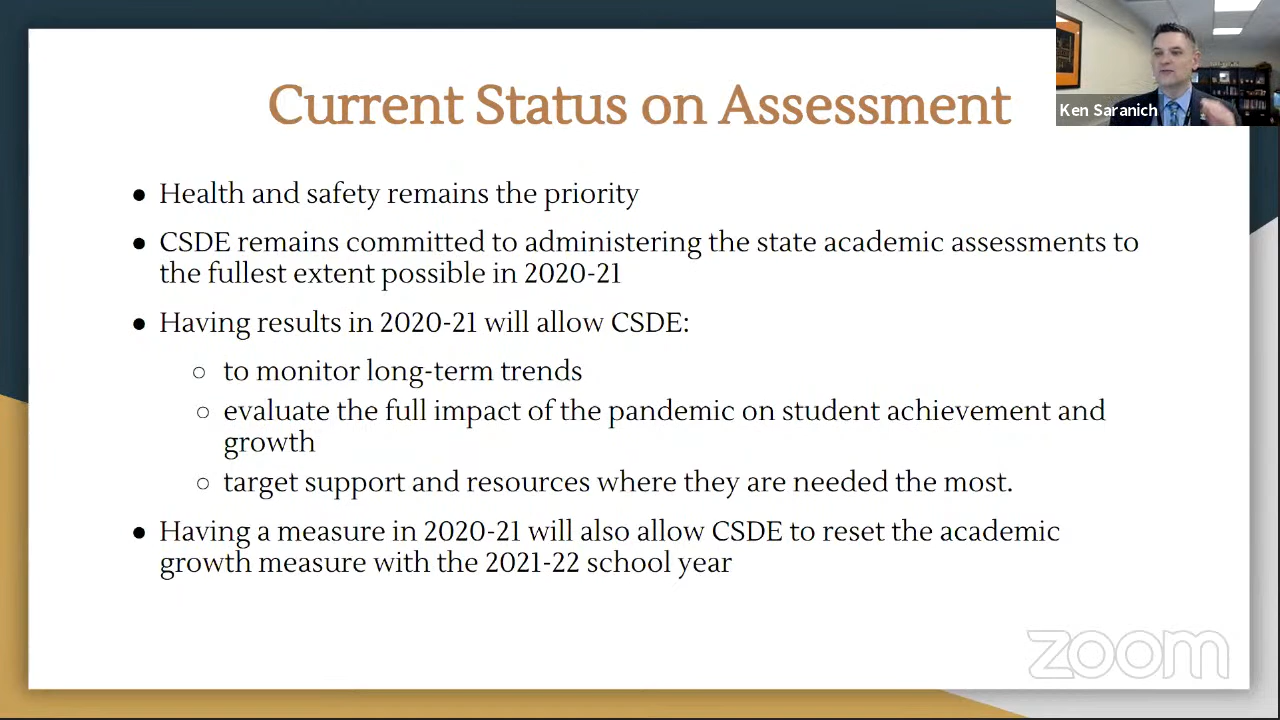 Current Status on Assessment
Ken Saranich
● Health and safety remains the priority
● CSDE remains committed to administering the state academic assessments to
the fullest extent possible in 2020-21
● Having results in 2020-21 will allow CSDE:
○ to monitor long-term trends
○ evaluate the full impact of the pandemic on student achievement and
growth
○ target support and resources where they are needed the most.
● Having a measure in 2020-21 will also allow CSDE to reset the academic
growth measure with the 2021-22 school year
zoom